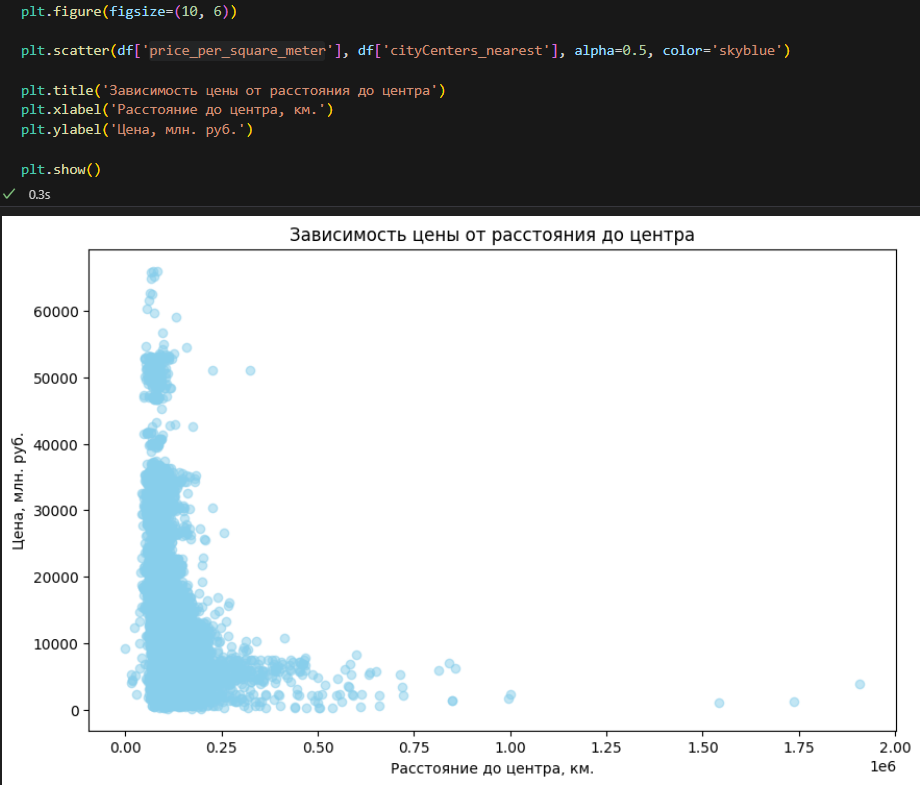 plt.figure(figsize=(10, 6))
plt.scatter(df['price_per_square_meter'], df['cityCenters_nearest'], alpha=0.5, color='skyblue')
plt.title('Зависимость цены от расстояния до центра')
plt.xlabel('Расстояние до центра, км.')
plt.ylabel('Цена, млн. руб.')
plt.show()
0.3s
Зависимость цены от расстояния до центра
Цена, млн. руб.
60000
50000
40000
30000
20000
10000
0
0.00 0.25 0.50 0.75 1.00 1.25 1.50 1.75 2.00
1e6
Расстояние до центра, км.